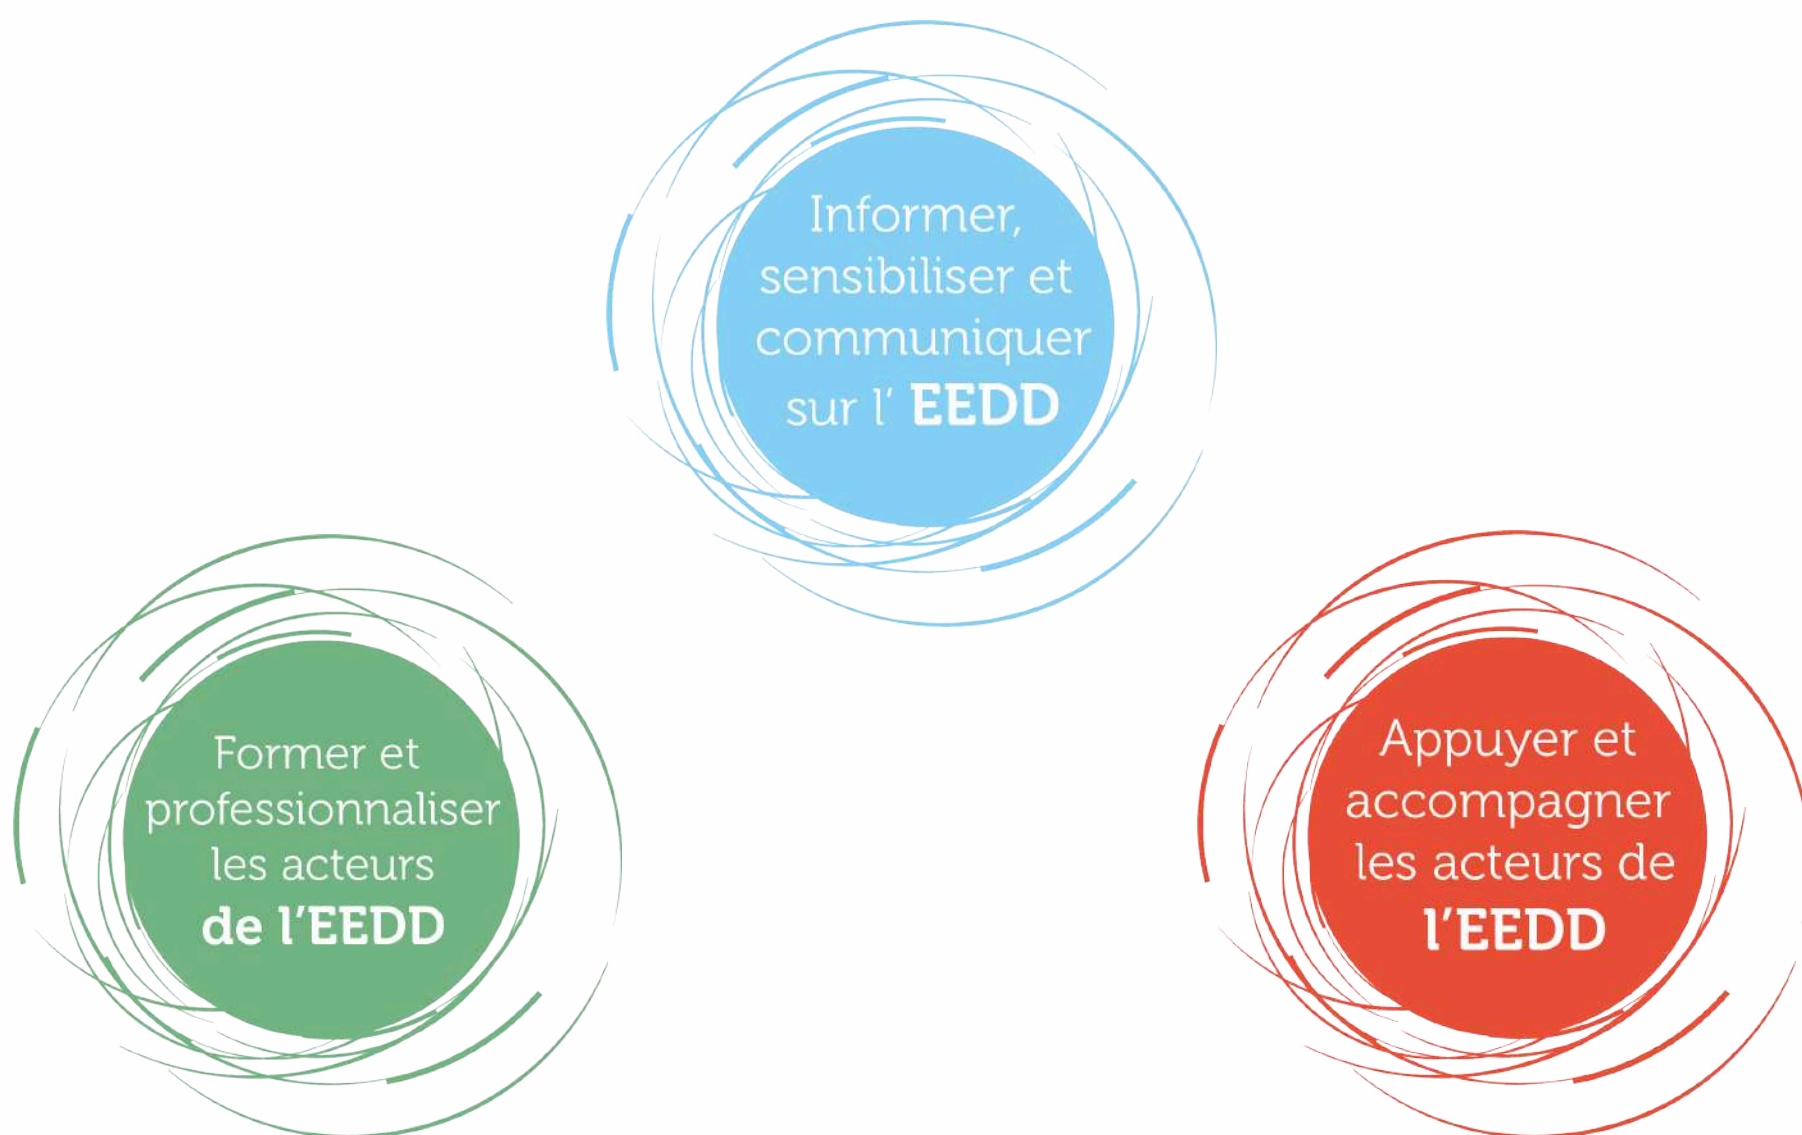 Informer,
sensibiliser et
communiquer
sur l' EEDD
Former et
professionnaliser
les acteurs
de l'EEDD
Appuyer et
accompagner
les acteurs de
l'EEDD